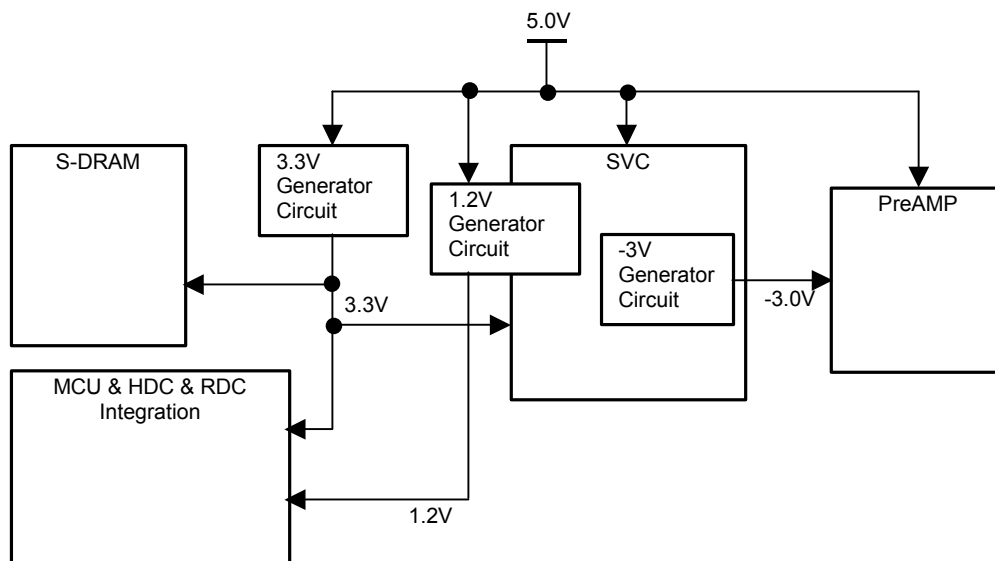 5.0V
S-DRAM
3.3V
Generator
Circuit
SVC
1.2V
Generator
Circuit
PreAMP
-3V
Generator
Circuit
-3.0V
3.3V
MCU & HDC & RDC
Integration
1.2V